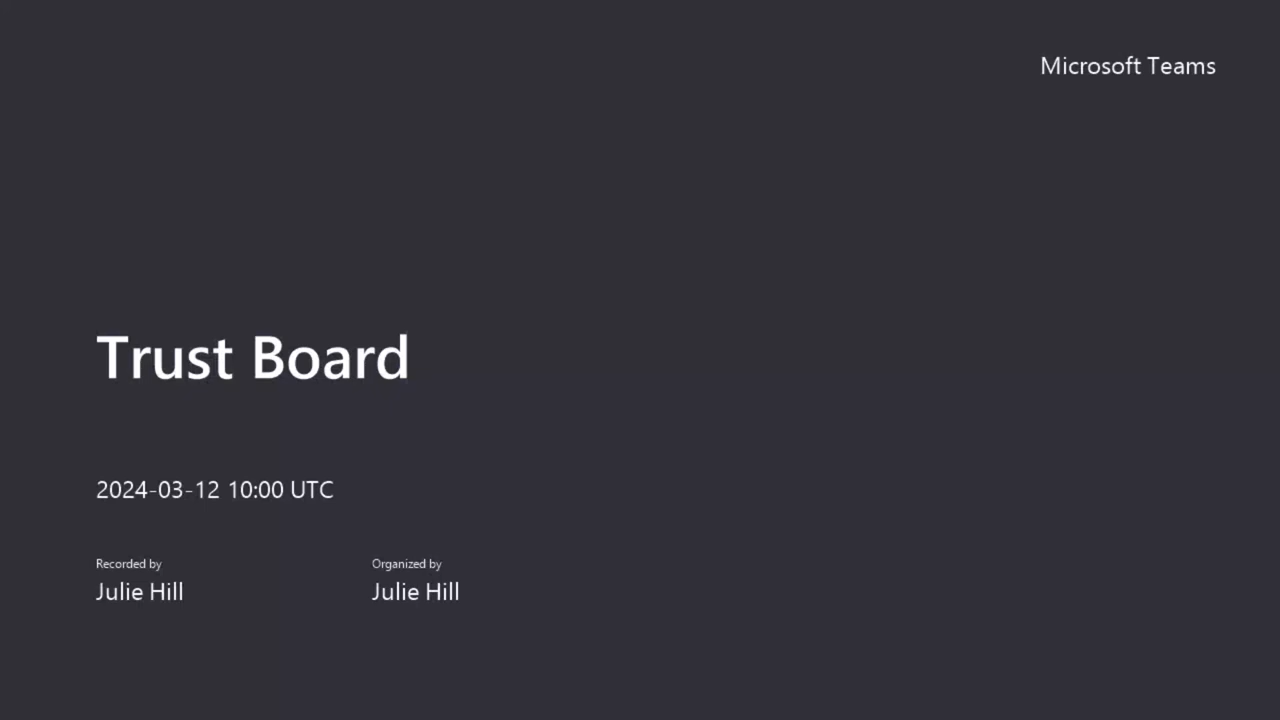 Microsoft Teams
Trust Board
2024-03-12 10:00 UTC
Recorded by
Organized by
Julie Hill
Julie Hill